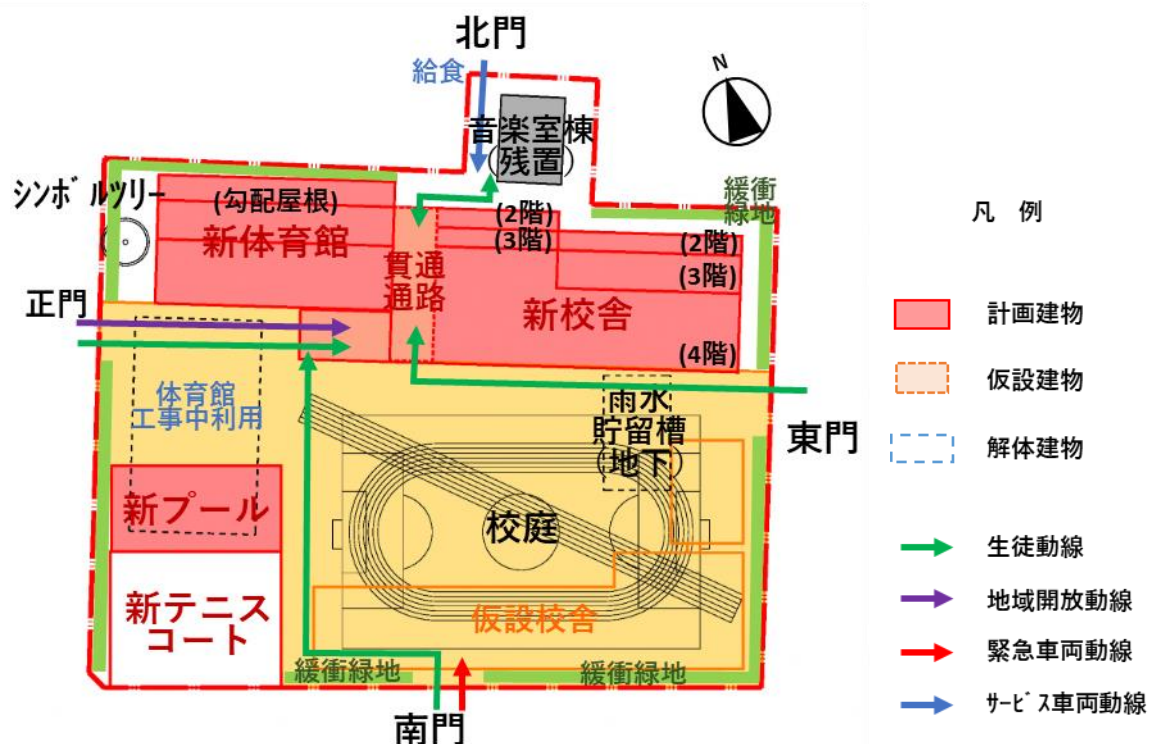 北門
給食
N
音楽室棟
(残置)
シンボルツリー
(勾配屋根)
新体育館
緩衝
緑地
(2階)
(3階)
(2階)
(3階)
貫通
通路
新校舎
(4階)
正門
体育館
工事中利用
雨水
貯留槽
(地下)
東門
新プール
校庭
新テニス
コート
仮設校舎
緩衝緑地
緩衝緑地
南門
凡 例
計画建物
仮設建物
解体建物
生徒動線
地域開放動線
緊急車両動線
サービス車両動線